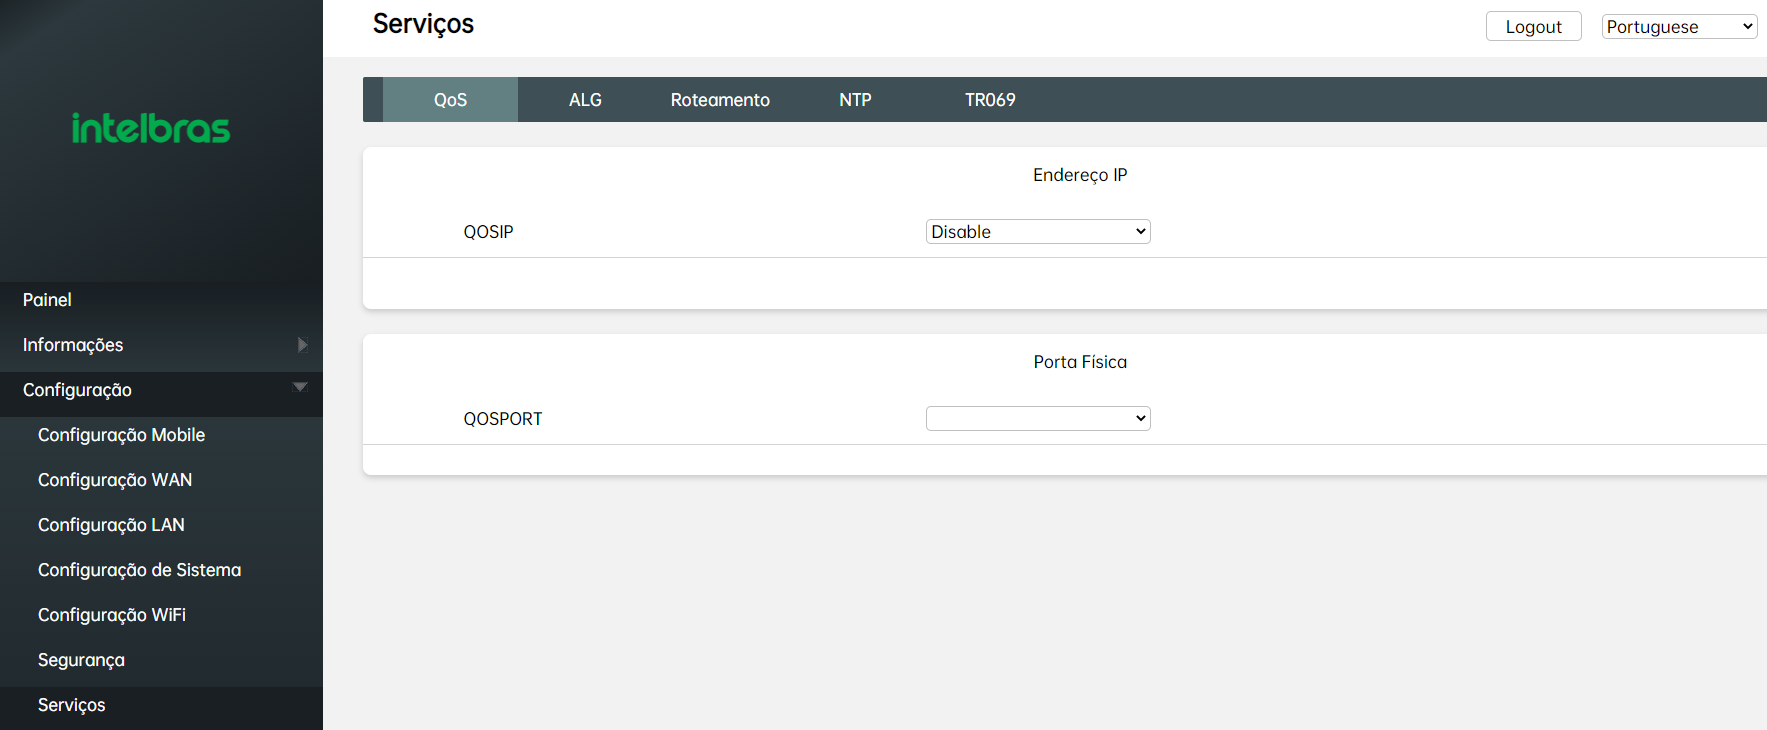 intelbras
Painel
Informações
Configuração
Configuração Mobile
Configuração WAN
Configuração LAN
Configuração de Sistema
Configuração WiFi
Segurança
Serviços
Serviços
Logout
Portuguese
QoS ALG Roteamento NTP TR069
Endereço IP
QOSIP Disable
Porta Física
QOSPORT